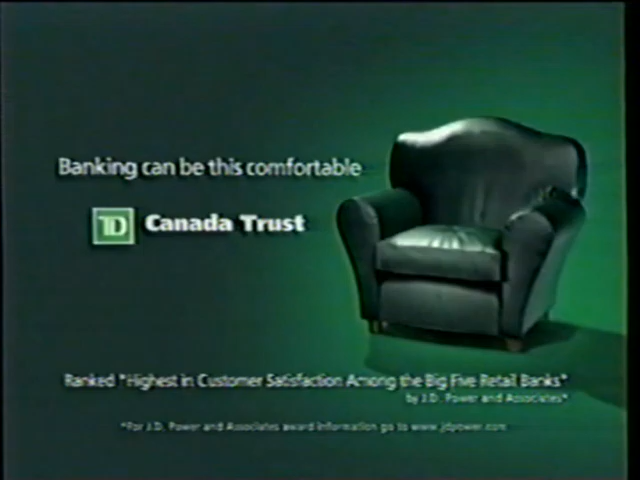 Banking can be this comfortable
TD Canada Trust
Ranked "Highest in Customer Satisfaction Among the Big Five Retail Banks"
by J.D. Power and Associates*
*For J.D. Power and Associates award information go to www.jdpower.com